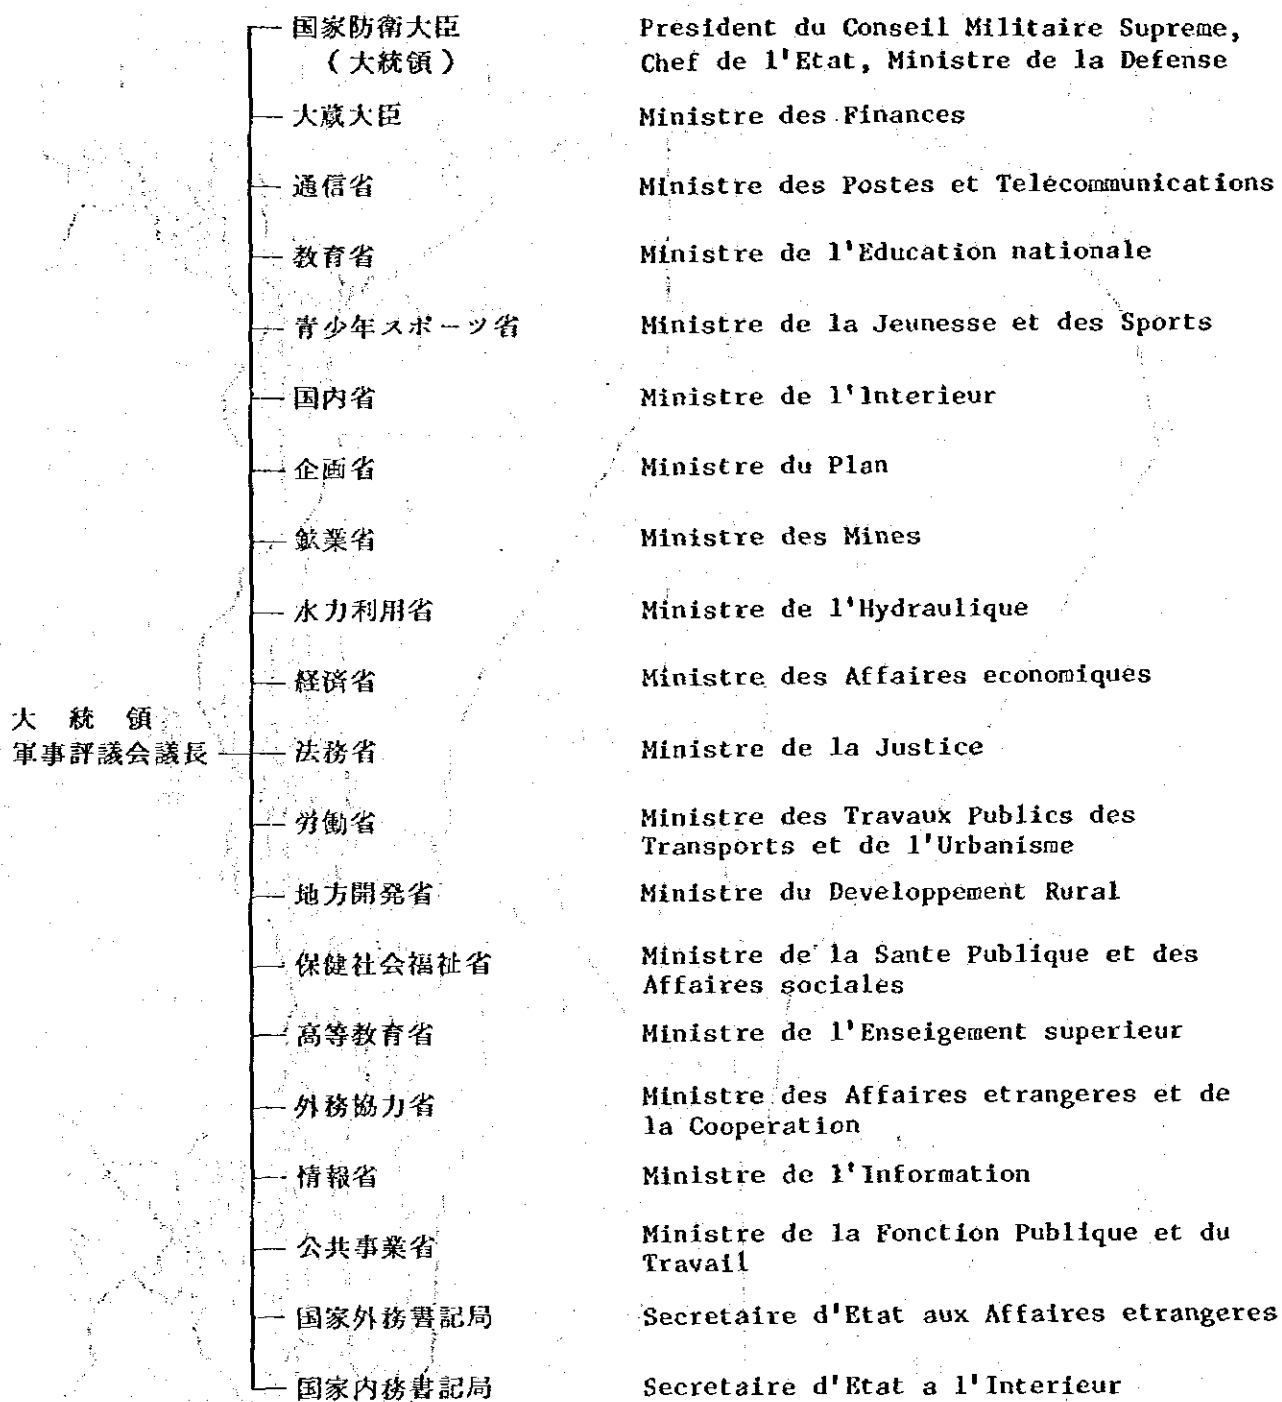 国家防衛大臣 President du Conseil Militaire Supreme,
(大統領) Chef de l'Etat, Ministre de la Defense
大蔵大臣 Ministre des Finances
通信省 Ministre des Postes et Telécommunications
教育省 Ministre de l'Education nationale
青少年スポーツ省 Ministre de la Jeunesse et des Sports
国内省 Ministre de l'Interieur
企画省 Ministre du Plan
鉱業省 Ministre des Mines
水力利用省 Ministre de l'Hydraulique
経済省 Ministre des Affaires economiques
大統領
軍事評議会議長
法務省 Ministre de la Justice
労働省 Ministre des Travaux Publics des
Transports et de l'Urbanisme
地方開発省 Ministre du Developpement Rural
保健社会福祉省 Ministre de la Sante Publique et des
Affaires sociales
高等教育省 Ministre de l'Enseigement superieur
外務協力省 Ministre des Affaires etrangeres et de
la Cooperation
情報省 Ministre de l'Information
公共事業省 Ministre de la Fonction Publique et du
Travail
国家外務書記局 Secretaire d'Etat aux Affaires etrangeres
国家内務書記局 Secretaire d'Etat a l'Interieur